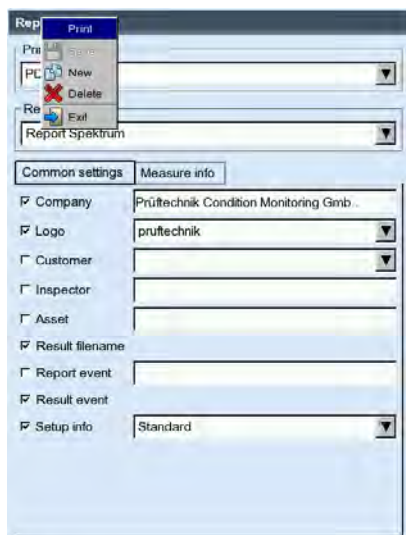 Rep
Print
Pri
Save
PD
New
Delete
Re
Exit
Report Spektrum
Common settings Measure info
Company Prüftechnik Condition Monitoring Gmb..
Logo pruftechnik
Customer
Inspector
Asset
Result filename
Report event
Result event
Setup info Standard